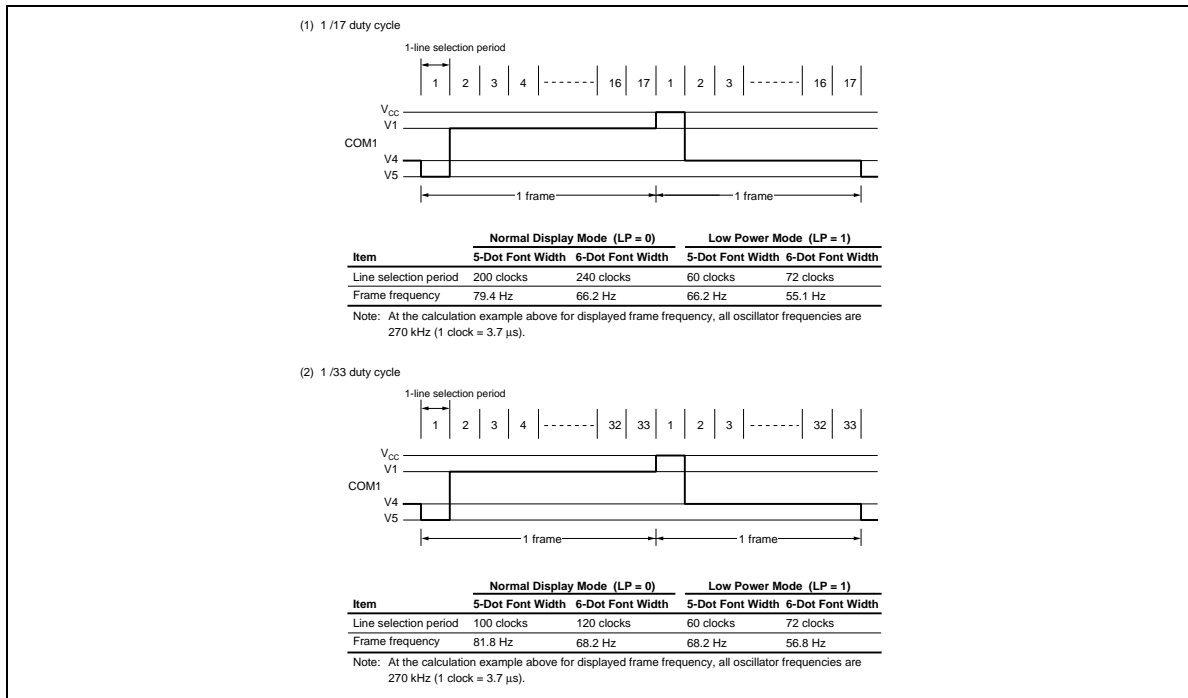 (1) 1 /17 duty cycle
1-line selection period
1 2 3 4 16 17 1 2 3 16 17
VCC
V1
COM1
V4
V5
1 frame 1 frame
Normal Display Mode (LP = 0) Low Power Mode (LP = 1)
Item 5-Dot Font Width 6-Dot Font Width 5-Dot Font Width 6-Dot Font Width
Line selection period 200 clocks 240 clocks 60 clocks 72 clocks
Frame frequency 79.4 Hz 66.2 Hz 66.2 Hz 55.1 Hz
Note: At the calculation example above for displayed frame frequency, all oscillator frequencies are
270 kHz (1 clock = 3.7 μs).
(2) 1 /33 duty cycle
1-line selection period
1 2 3 4 32 33 1 2 3 32 33
VCC
V1
COM1
V4
V5
1 frame 1 frame
Normal Display Mode (LP = 0) Low Power Mode (LP = 1)
Item 5-Dot Font Width 6-Dot Font Width 5-Dot Font Width 6-Dot Font Width
Line selection period 100 clocks 120 clocks 60 clocks 72 clocks
Frame frequency 81.8 Hz 68.2 Hz 68.2 Hz 56.8 Hz
Note: At the calculation example above for displayed frame frequency, all oscillator frequencies are
270 kHz (1 clock = 3.7 μs).